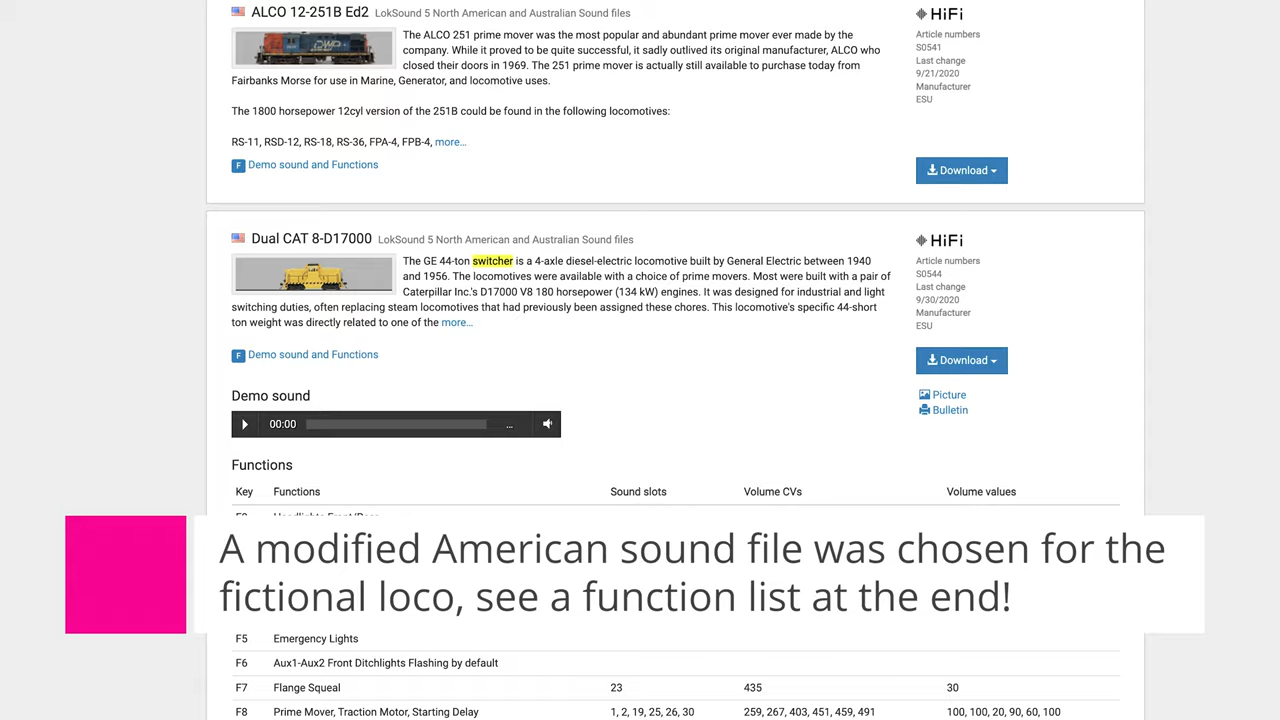 ALCO 12-251B Ed2 LokSound 5 North American and Australian Sound files
The ALCO 251 prime mover was the most popular and abundant prime mover ever made by the
company. While it proved to be quite successful, it sadly outlived its original manufacturer, ALCO who
closed their doors in 1969. The 251 prime mover is actually still available to purchase today from
Fairbanks Morse for use in Marine, Generator, and locomotive uses.
The 1800 horsepower 12cyl version of the 251B could be found in the following locomotives:
RS-11, RSD-12, RS-18, RS-36, FPA-4, FPB-4, more...
F Demo sound and Functions
HiFi
Article numbers
S0541
Last change
9/21/2020
Manufacturer
ESU
Download
Dual CAT 8-D17000 LokSound 5 North American and Australian Sound files
The GE 44-ton switcher is a 4-axle diesel-electric locomotive built by General Electric between 1940
and 1956. The locomotives were available with a choice of prime movers. Most were built with a pair of
Caterpillar Inc.'s D17000 V8 180 horsepower (134 kW) engines. It was designed for industrial and light
switching duties, often replacing steam locomotives that had previously been assigned these chores. This locomotive's specific 44-short
ton weight was directly related to one of the more...
F Demo sound and Functions
HiFi
Article numbers
S0544
Last change
9/30/2020
Manufacturer
ESU
Download
Picture
Bulletin
Demo sound
00:00 ...
Functions
Key Functions Sound slots Volume CVs Volume values
A modified American sound file was chosen for the
fictional loco, see a function list at the end!
F5 Emergency Lights
F6 Aux1-Aux2 Front Ditchlights Flashing by default
F7 Flange Squeal 23 435 30
F8 Prime Mover, Traction Motor, Starting Delay 1, 2, 19, 25, 26, 30 259, 267, 403, 451, 459, 491 100, 100, 20, 90, 60, 100